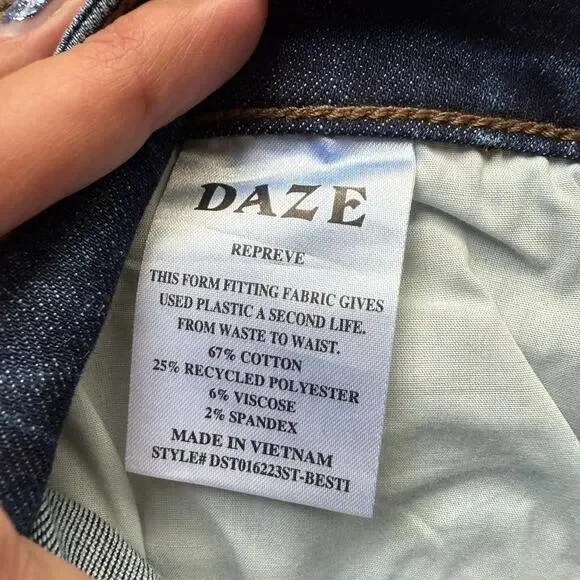 DAZE
REPREVE
THIS FORM FITTING FABRIC GIVES
USED PLASTIC A SECOND LIFE.
FROM WASTE TO WAIST.
67% COTTON
25% RECYCLED POLYESTER
6% VISCOSE
2% SPANDEX
MADE IN VIETNAM
STYLE# DST016223ST-BESTI